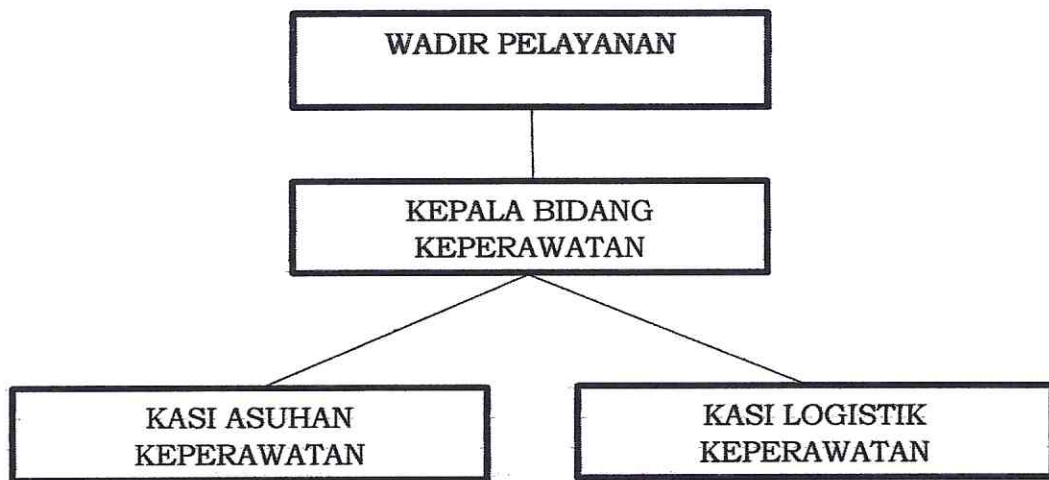 WADIR PELAYANAN
KEPALA BIDANG
KEPERAWATAN
KASI ASUHAN
KEPERAWATAN
KASI LOGISTIK
KEPERAWATAN